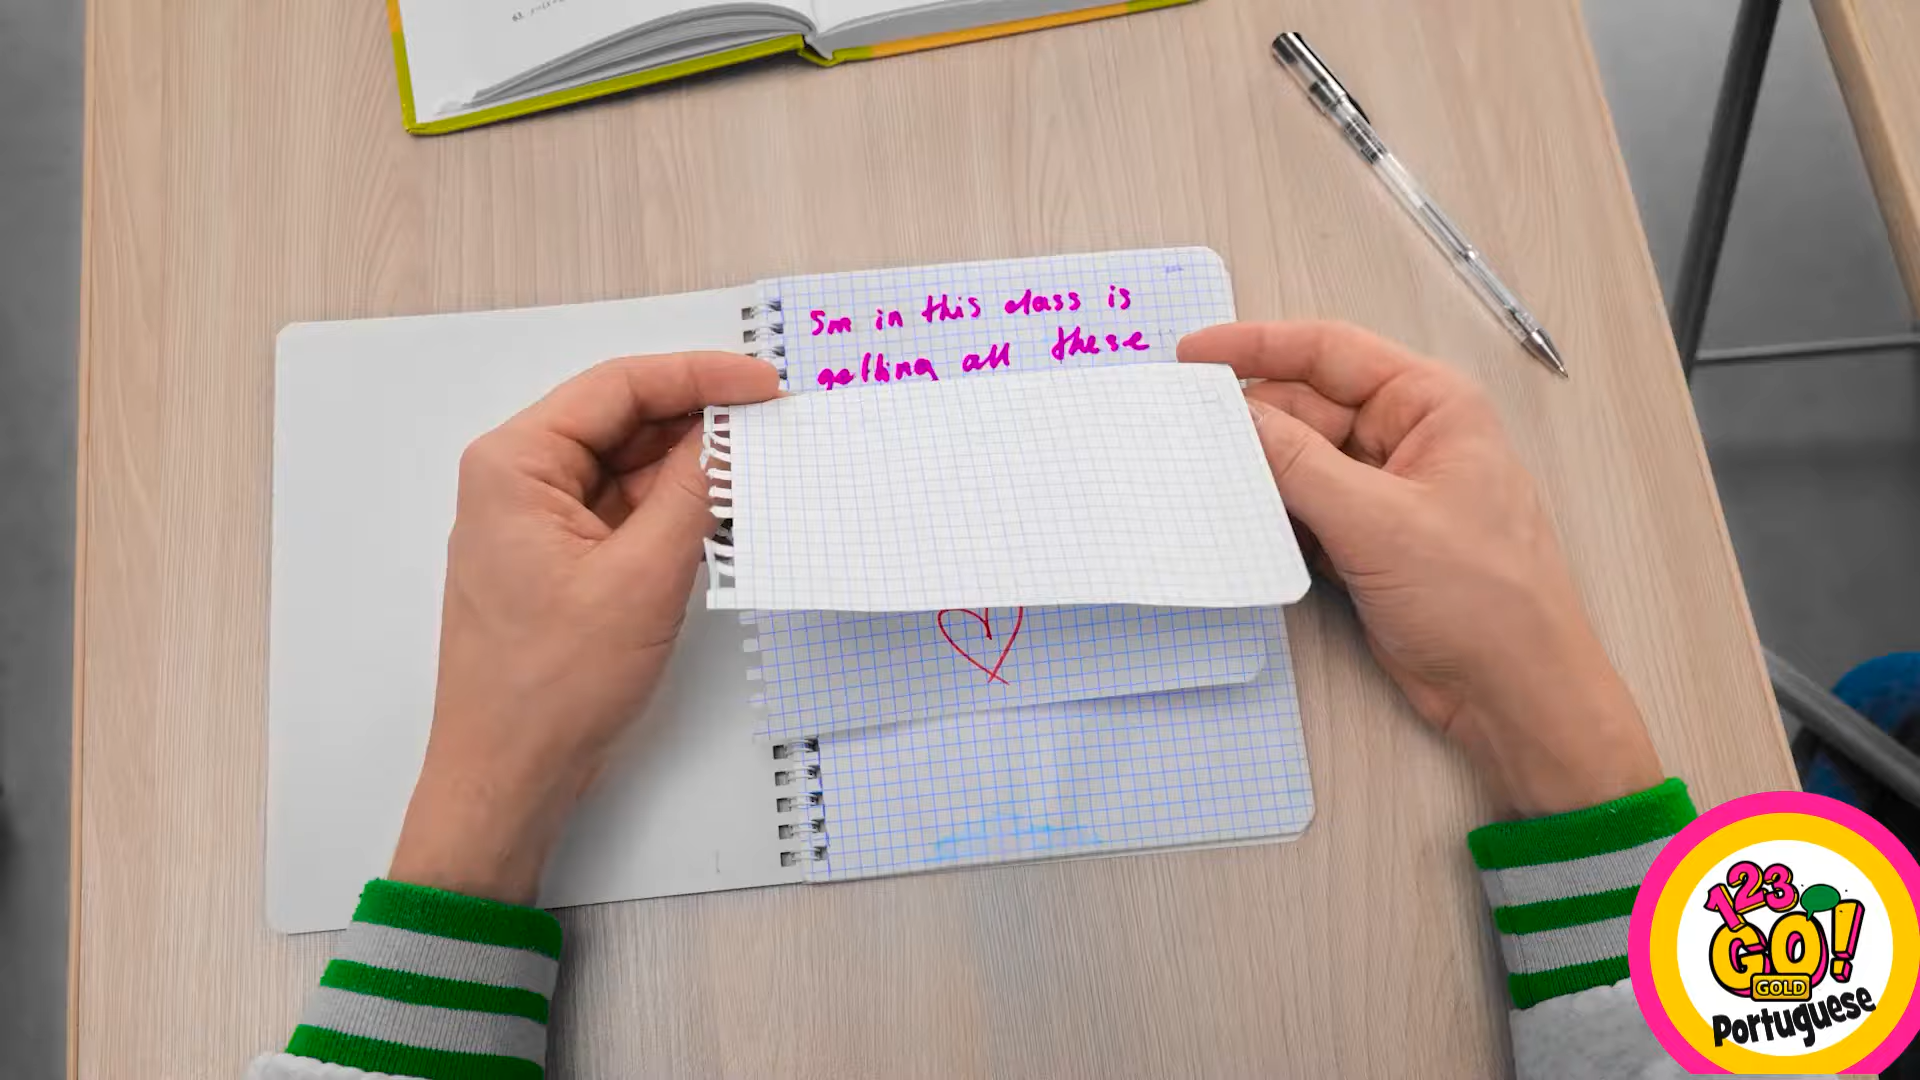 Sm in this class is
getting all these
123
GO!
GOLD
Portuguese